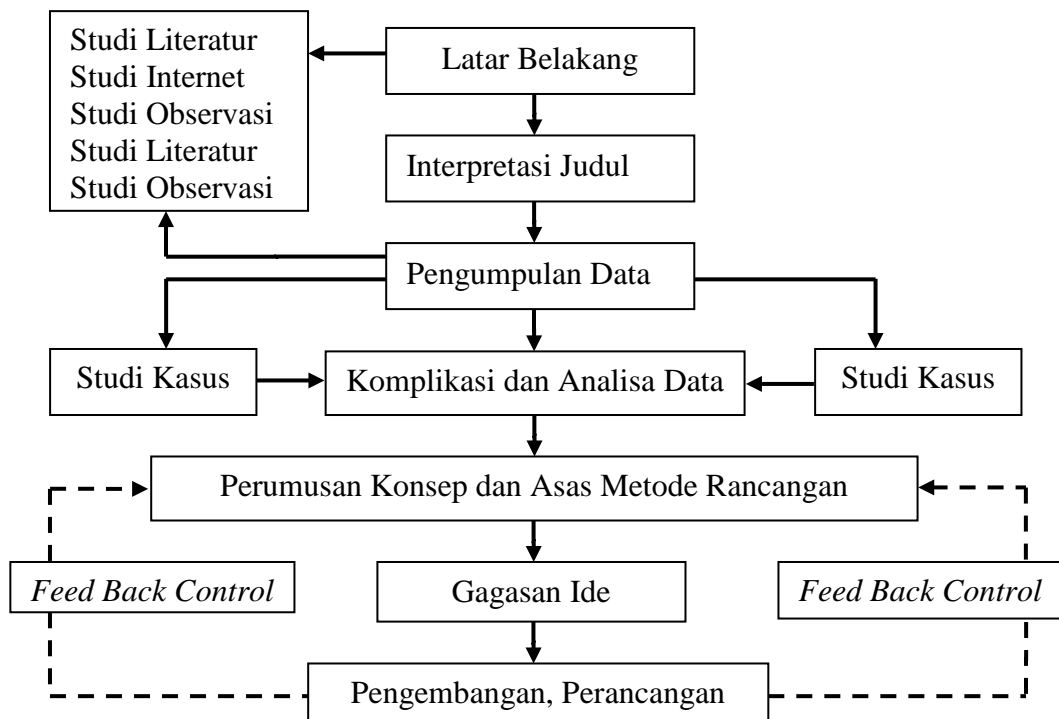 Studi Literatur
Studi Internet
Studi Observasi
Studi Literatur
Studi Observasi
Latar Belakang
Interpretasi Judul
Pengumpulan Data
Studi Kasus
Komplikasi dan Analisa Data
Studi Kasus
Perumusan Konsep dan Asas Metode Rancangan
Feed Back Control
Gagasan Ide
Feed Back Control
Pengembangan, Perancangan